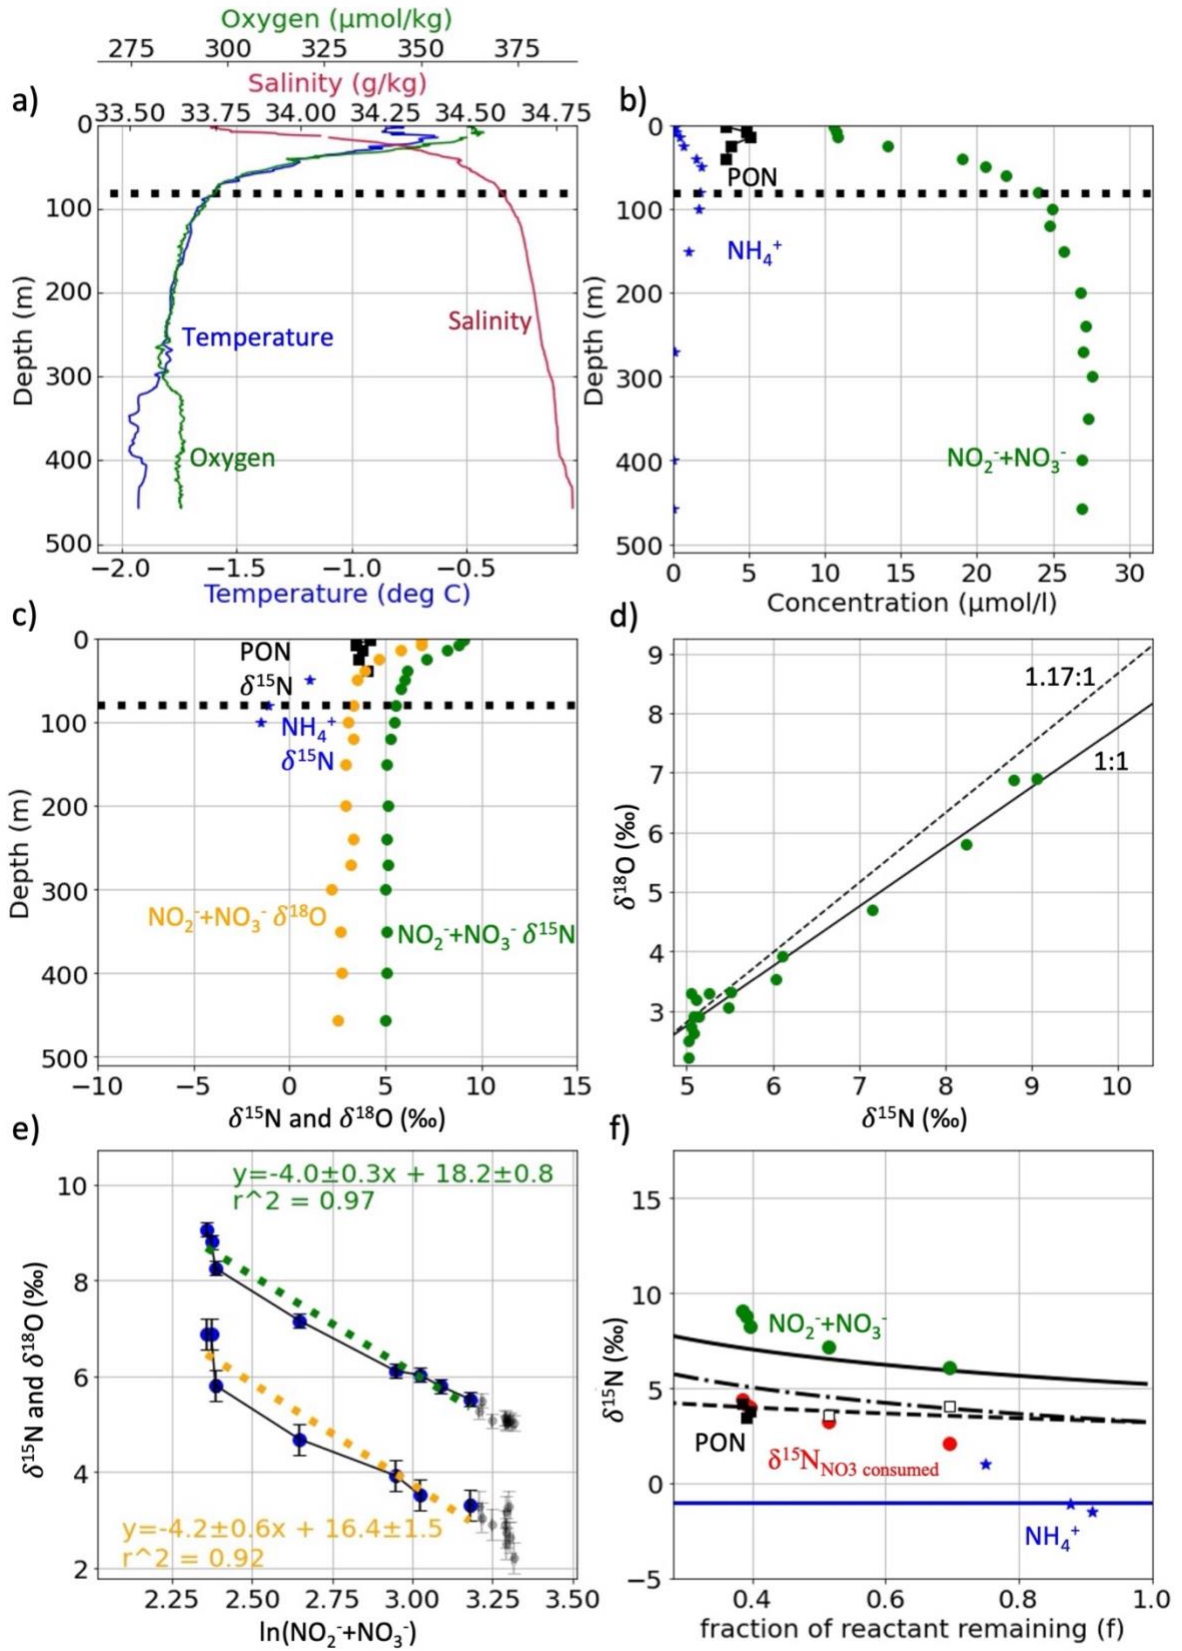 Oxygen (μmol/kg)
275 300 325 350 375
Salinity (g/kg)
a)
33.50 33.75 34.00 34.25 34.50 34.75
0
100
200
300
400
500
Depth (m)
Temperature
Salinity
Oxygen
−2.0 −1.5 −1.0 −0.5
Temperature (deg C)
b)
0
100
200
300
400
500
Depth (m)
PON
NH₄⁺
NO₂⁻+NO₃⁻
0 5 10 15 20 25 30
Concentration (μmol/l)
c)
0
100
200
300
400
500
Depth (m)
PON
δ¹⁵N
NH₄⁺
δ¹⁵N
NO₂⁻+NO₃⁻ δ¹⁸O
NO₂⁻+NO₃⁻ δ¹⁵N
−10 −5 0 5 10 15
δ¹⁵N and δ¹⁸O (‰)
d)
9
8
7
6
5
4
3
δ¹⁸O (‰)
1.17:1
1:1
5 6 7 8 9 10
δ¹⁵N (‰)
e)
10
8
6
4
2
δ¹⁵N and δ¹⁸O (‰)
y=-4.0±0.3x + 18.2±0.8
r^2 = 0.97
y=-4.2±0.6x + 16.4±1.5
r^2 = 0.92
2.25 2.50 2.75 3.00 3.25 3.50
ln(NO₂⁻+NO₃⁻)
f)
15
10
5
0
−5
δ¹⁵N (‰)
NO₂⁻+NO₃⁻
PON
δ¹⁵N NO3 consumed
NH₄⁺
0.4 0.6 0.8 1.0
fraction of reactant remaining (f)